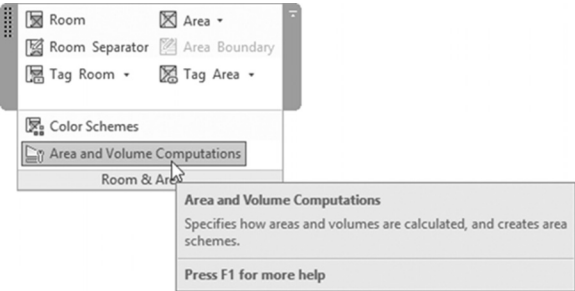 Room
Area
Room Separator
Area Boundary
Tag Room
Tag Area
Color Schemes
Area and Volume Computations
Room & Area
Area and Volume Computations
Specifies how areas and volumes are calculated, and creates area
schemes.
Press F1 for more help